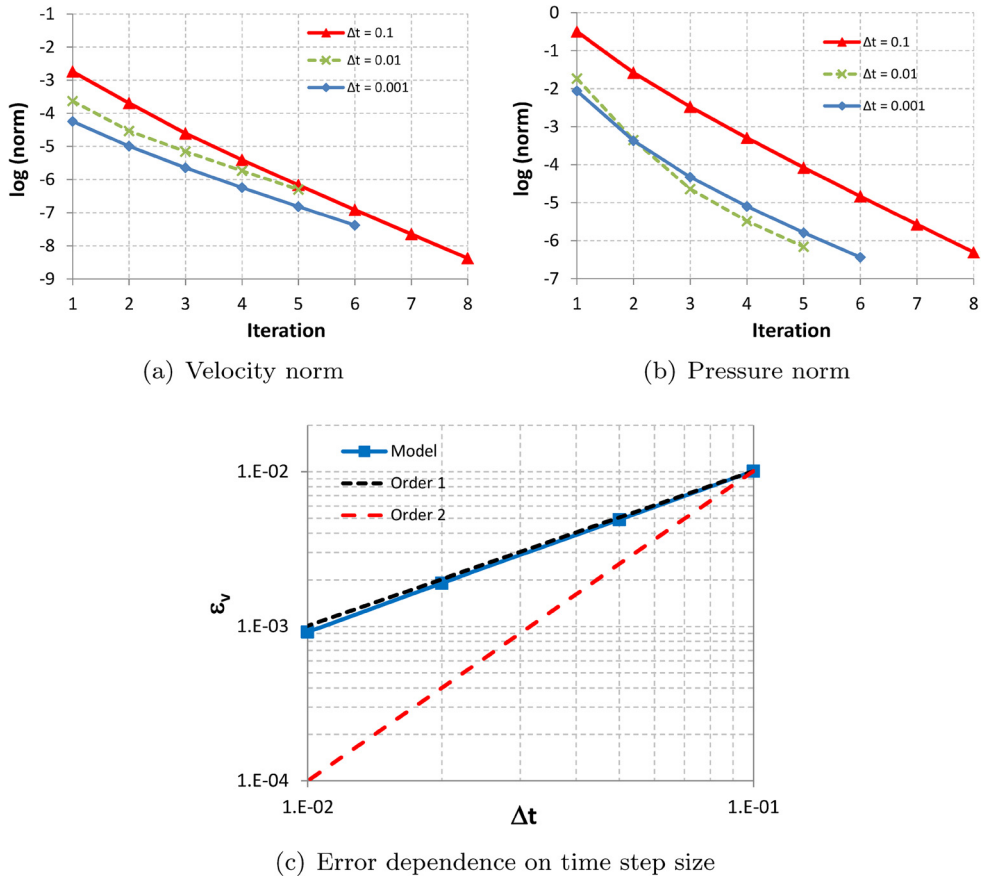 -1
-2
-3
-4
-5
-6
-7
-8
-9
log (norm)
Δt = 0.1
Δt = 0.01
Δt = 0.001
1 2 3 4 5 6 7 8
Iteration
(a) Velocity norm
0
-1
-2
-3
-4
-5
-6
-7
log (norm)
Δt = 0.1
Δt = 0.01
Δt = 0.001
1 2 3 4 5 6 7 8
Iteration
(b) Pressure norm
Model
Order 1
Order 2
1.E-02
1.E-03
1.E-04
εv
1.E-02 1.E-01
Δt
(c) Error dependence on time step size